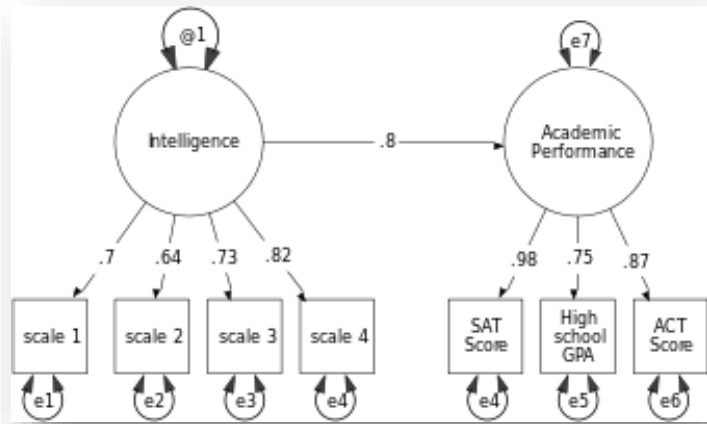 @1
e7
Intelligence
.8
Academic
Performance
.7
.64
.73
.82
.98
.75
.87
scale 1
scale 2
scale 3
scale 4
SAT
Score
High
school
GPA
ACT
Score
e1
e2
e3
e4
e4
e5
e6